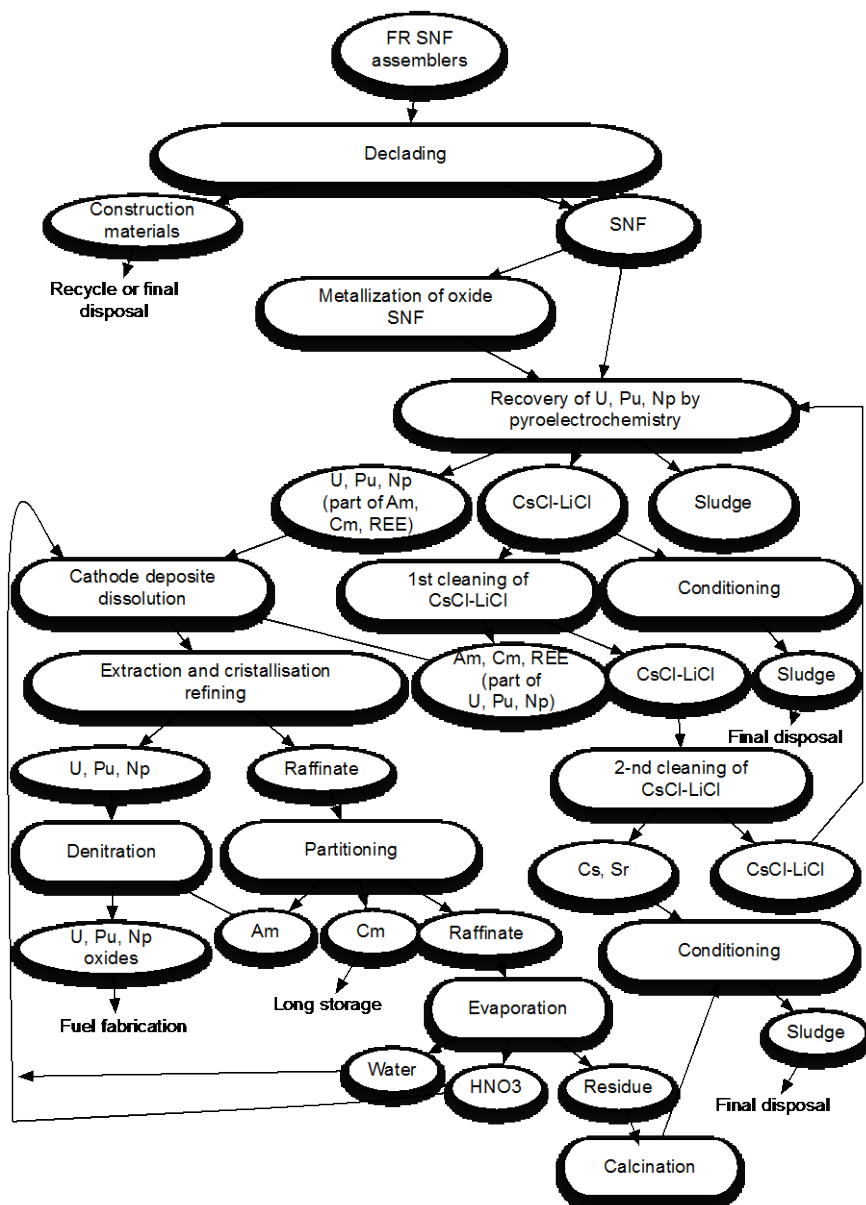 FR SNF
assemblers
Declading
Construction
materials
SNF
Recycle or final
disposal
Metallization of oxide
SNF
Recovery of U, Pu, Np by
pyroelectrochemistry
U, Pu, Np
(part of Am,
Cm, REE)
CsCl-LiCl
Sludge
Cathode deposite
dissolution
1st cleaning of
CsCl-LiCl
Conditioning
Extraction and cristallisation
refining
Am, Cm, REE
(part of
U, Pu, Np)
CsCl-LiCl
Sludge
Final disposal
U, Pu, Np
Raffinate
2-nd cleaning of
CsCl-LiCl
Denitration
Partitioning
Cs, Sr
CsCl-LiCl
U, Pu, Np
oxides
Am
Cm
Raffinate
Conditioning
Fuel fabrication
Long storage
Evaporation
Sludge
Water
HNO3
Residue
Final disposal
Calcination